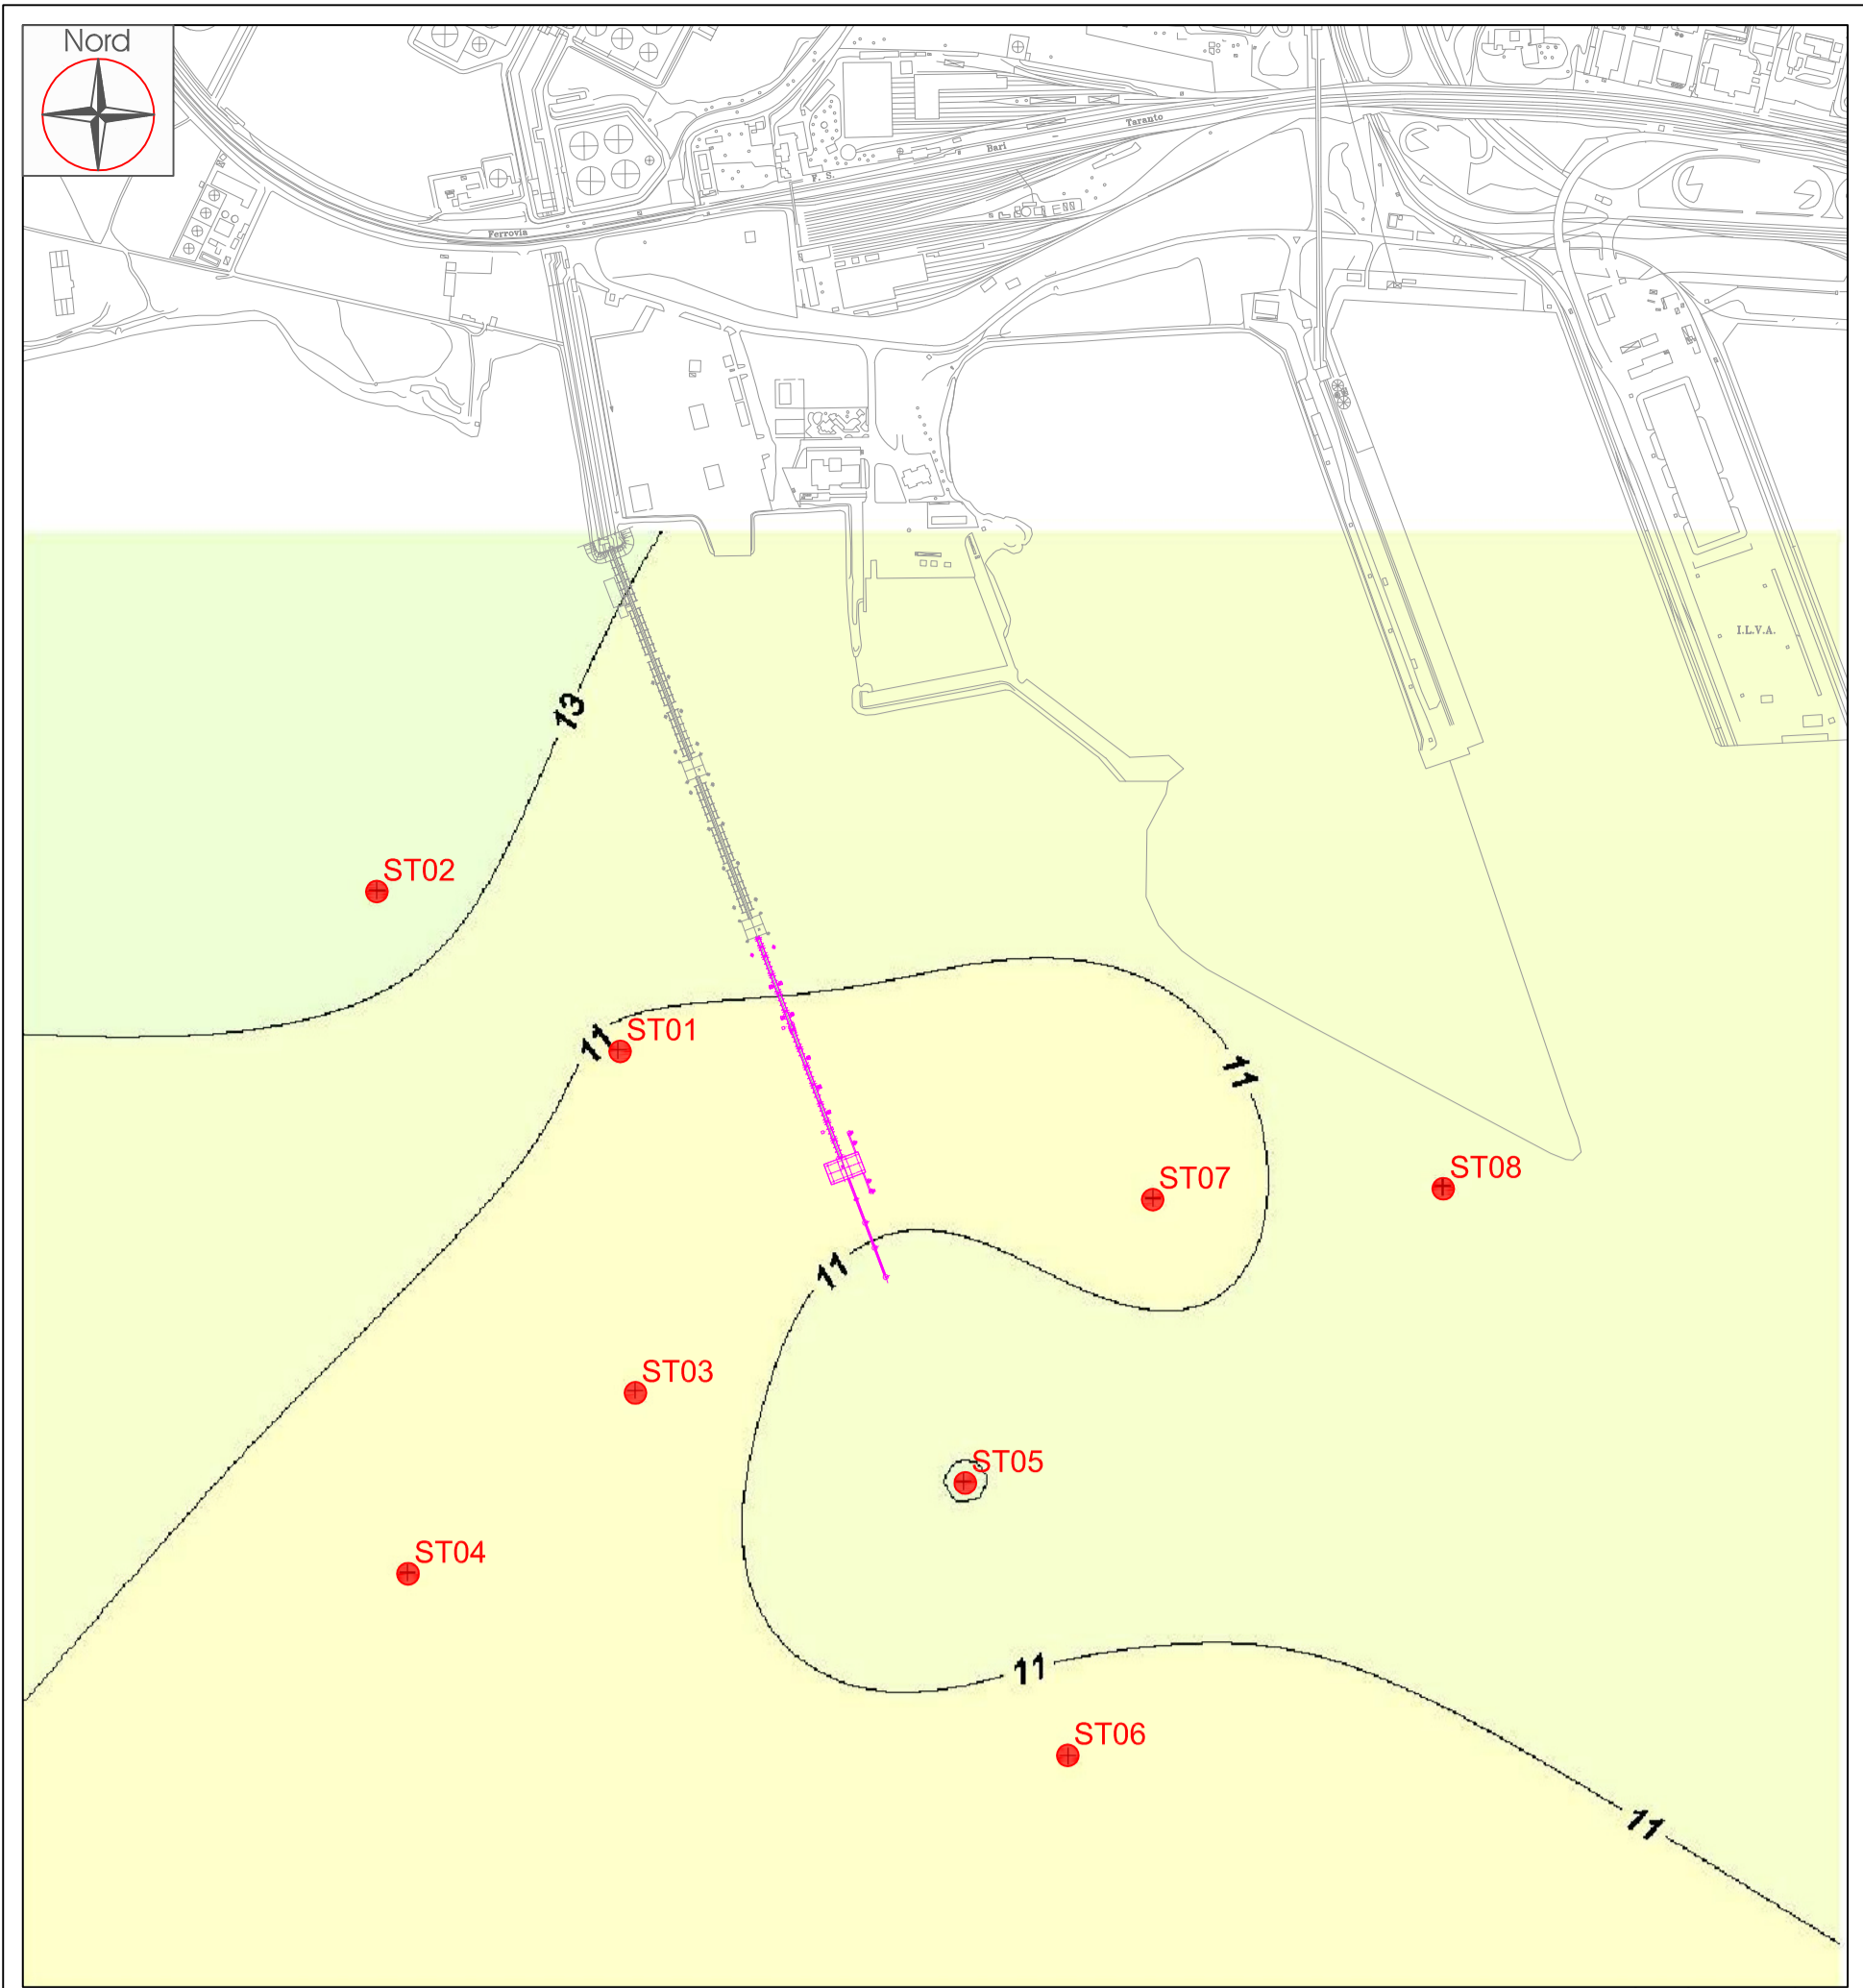 Nord
Taranto
Bari
F. S.
Ferrovia
I.L.V.A.
13
ST02
ST01
11
11
ST07
ST08
11
ST03
ST05
ST04
11
ST06
11